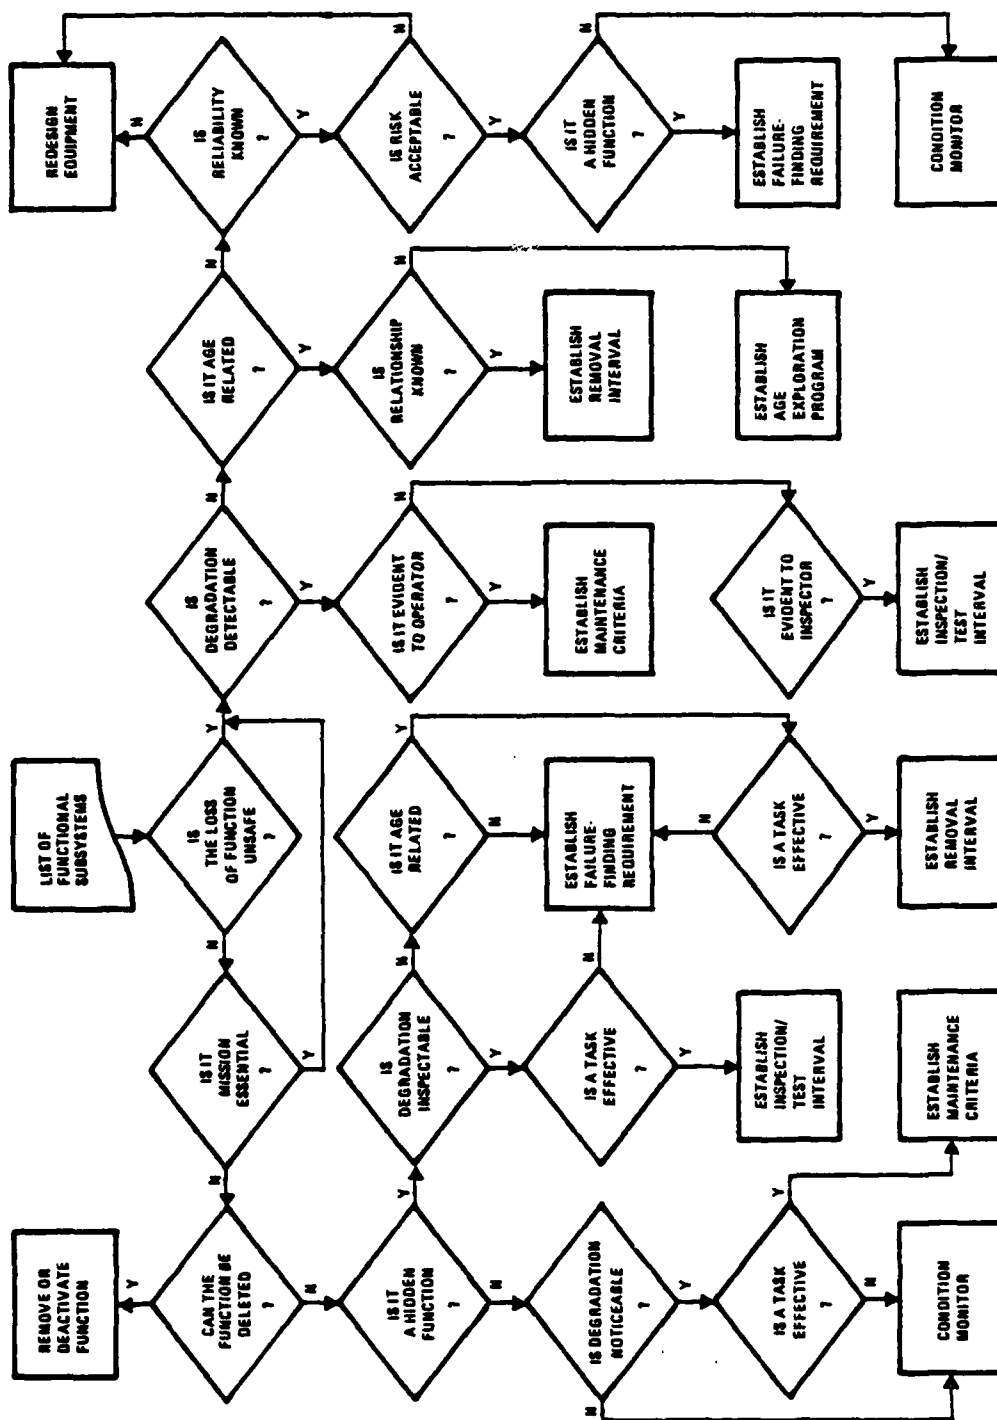 LIST OF
FUNCTIONAL
SUBSYSTEMS
REMOVE OR
DEACTIVATE
FUNCTION
REDESIGN
EQUIPMENT
Y
N
CAN THE
FUNCTION BE
DELETED
?
N
IS IT
MISSION
ESSENTIAL
?
N
IS
THE LOSS
OF FUNCTION
UNSAFE
?
Y
IS
DEGRADATION
DETECTABLE
?
N
IS IT AGE
RELATED
?
N
IS
RELIABILITY
KNOWN
?
N
Y
Y
Y
Y
N
IS IT
A HIDDEN
FUNCTION
?
Y
IS
DEGRADATION
INSPECTABLE
?
N
IS IT AGE
RELATED
?
Y
IS IT EVIDENT
TO OPERATOR
?
N
IS
RELATIONSHIP
KNOWN
?
N
IS RISK
ACCEPTABLE
?
N
Y
N
Y
Y
Y
IS DEGRADATION
NOTICEABLE
?
N
IS A TASK
EFFECTIVE
?
N
ESTABLISH
FAILURE-
FINDING
REQUIREMENT
ESTABLISH
MAINTENANCE
CRITERIA
ESTABLISH
REMOVAL
INTERVAL
IS IT
A HIDDEN
FUNCTION
?
N
Y
Y
N
Y
IS A TASK
EFFECTIVE
?
Y
ESTABLISH
INSPECTION/
TEST
INTERVAL
IS A TASK
EFFECTIVE
?
IS IT
EVIDENT TO
INSPECTOR
?
ESTABLISH
AGE
EXPLORATION
PROGRAM
ESTABLISH
FAILURE-
FINDING
REQUIREMENT
N
Y
Y
CONDITION
MONITOR
ESTABLISH
MAINTENANCE
CRITERIA
ESTABLISH
REMOVAL
INTERVAL
ESTABLISH
INSPECTION/
TEST
INTERVAL
CONDITION
MONITOR